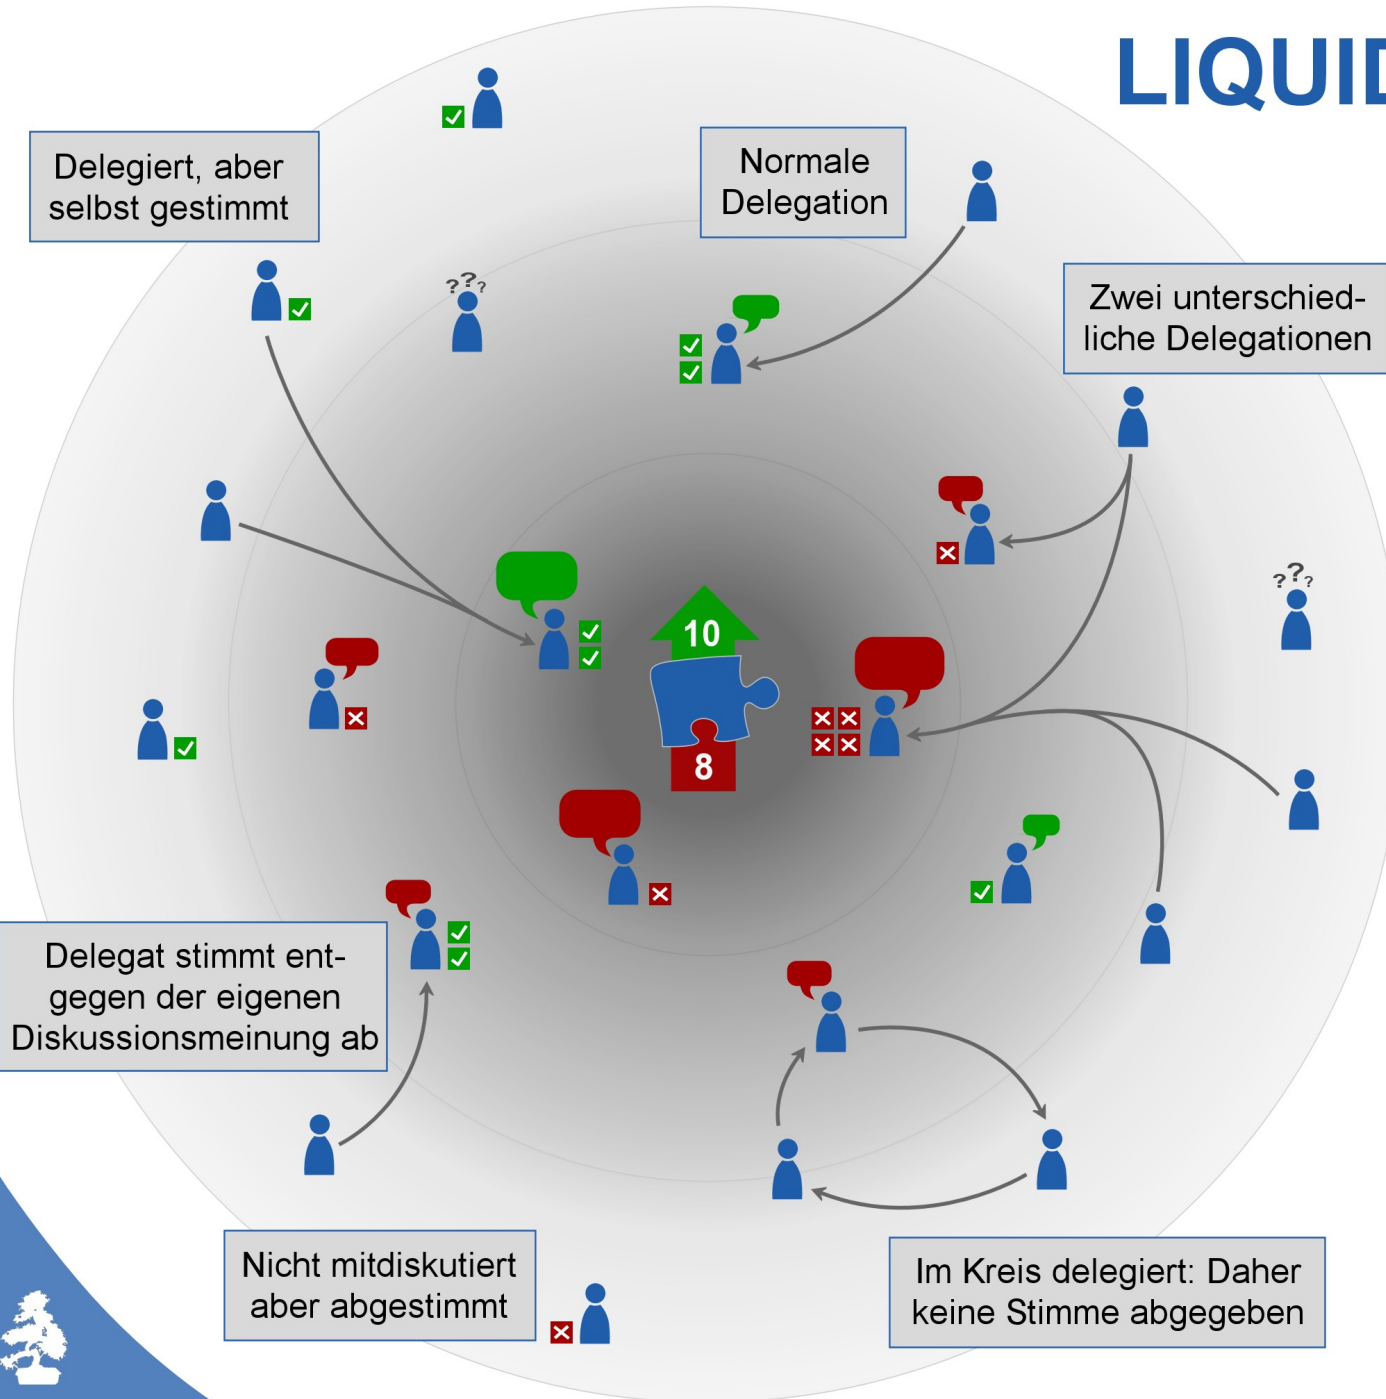 LIQUID
Delegiert, aber
selbst gestimmt
Normale
Delegation
Zwei unterschied-
liche Delegationen
???
???
10
8
Delegat stimmt ent-
gegen der eigenen
Diskussionsmeinung ab
Nicht mitdiskutiert
aber abgestimmt
Im Kreis delegiert: Daher
keine Stimme abgegeben